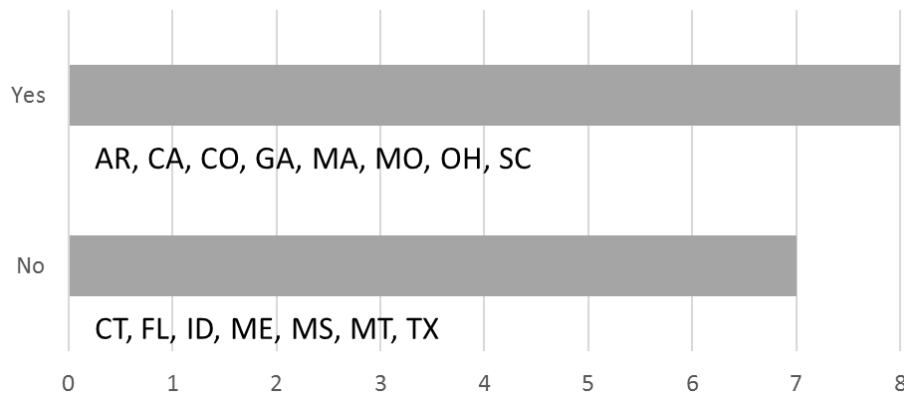 Yes
AR, CA, CO, GA, MA, MO, OH, SC
No
CT, FL, ID, ME, MS, MT, TX
0 1 2 3 4 5 6 7 8